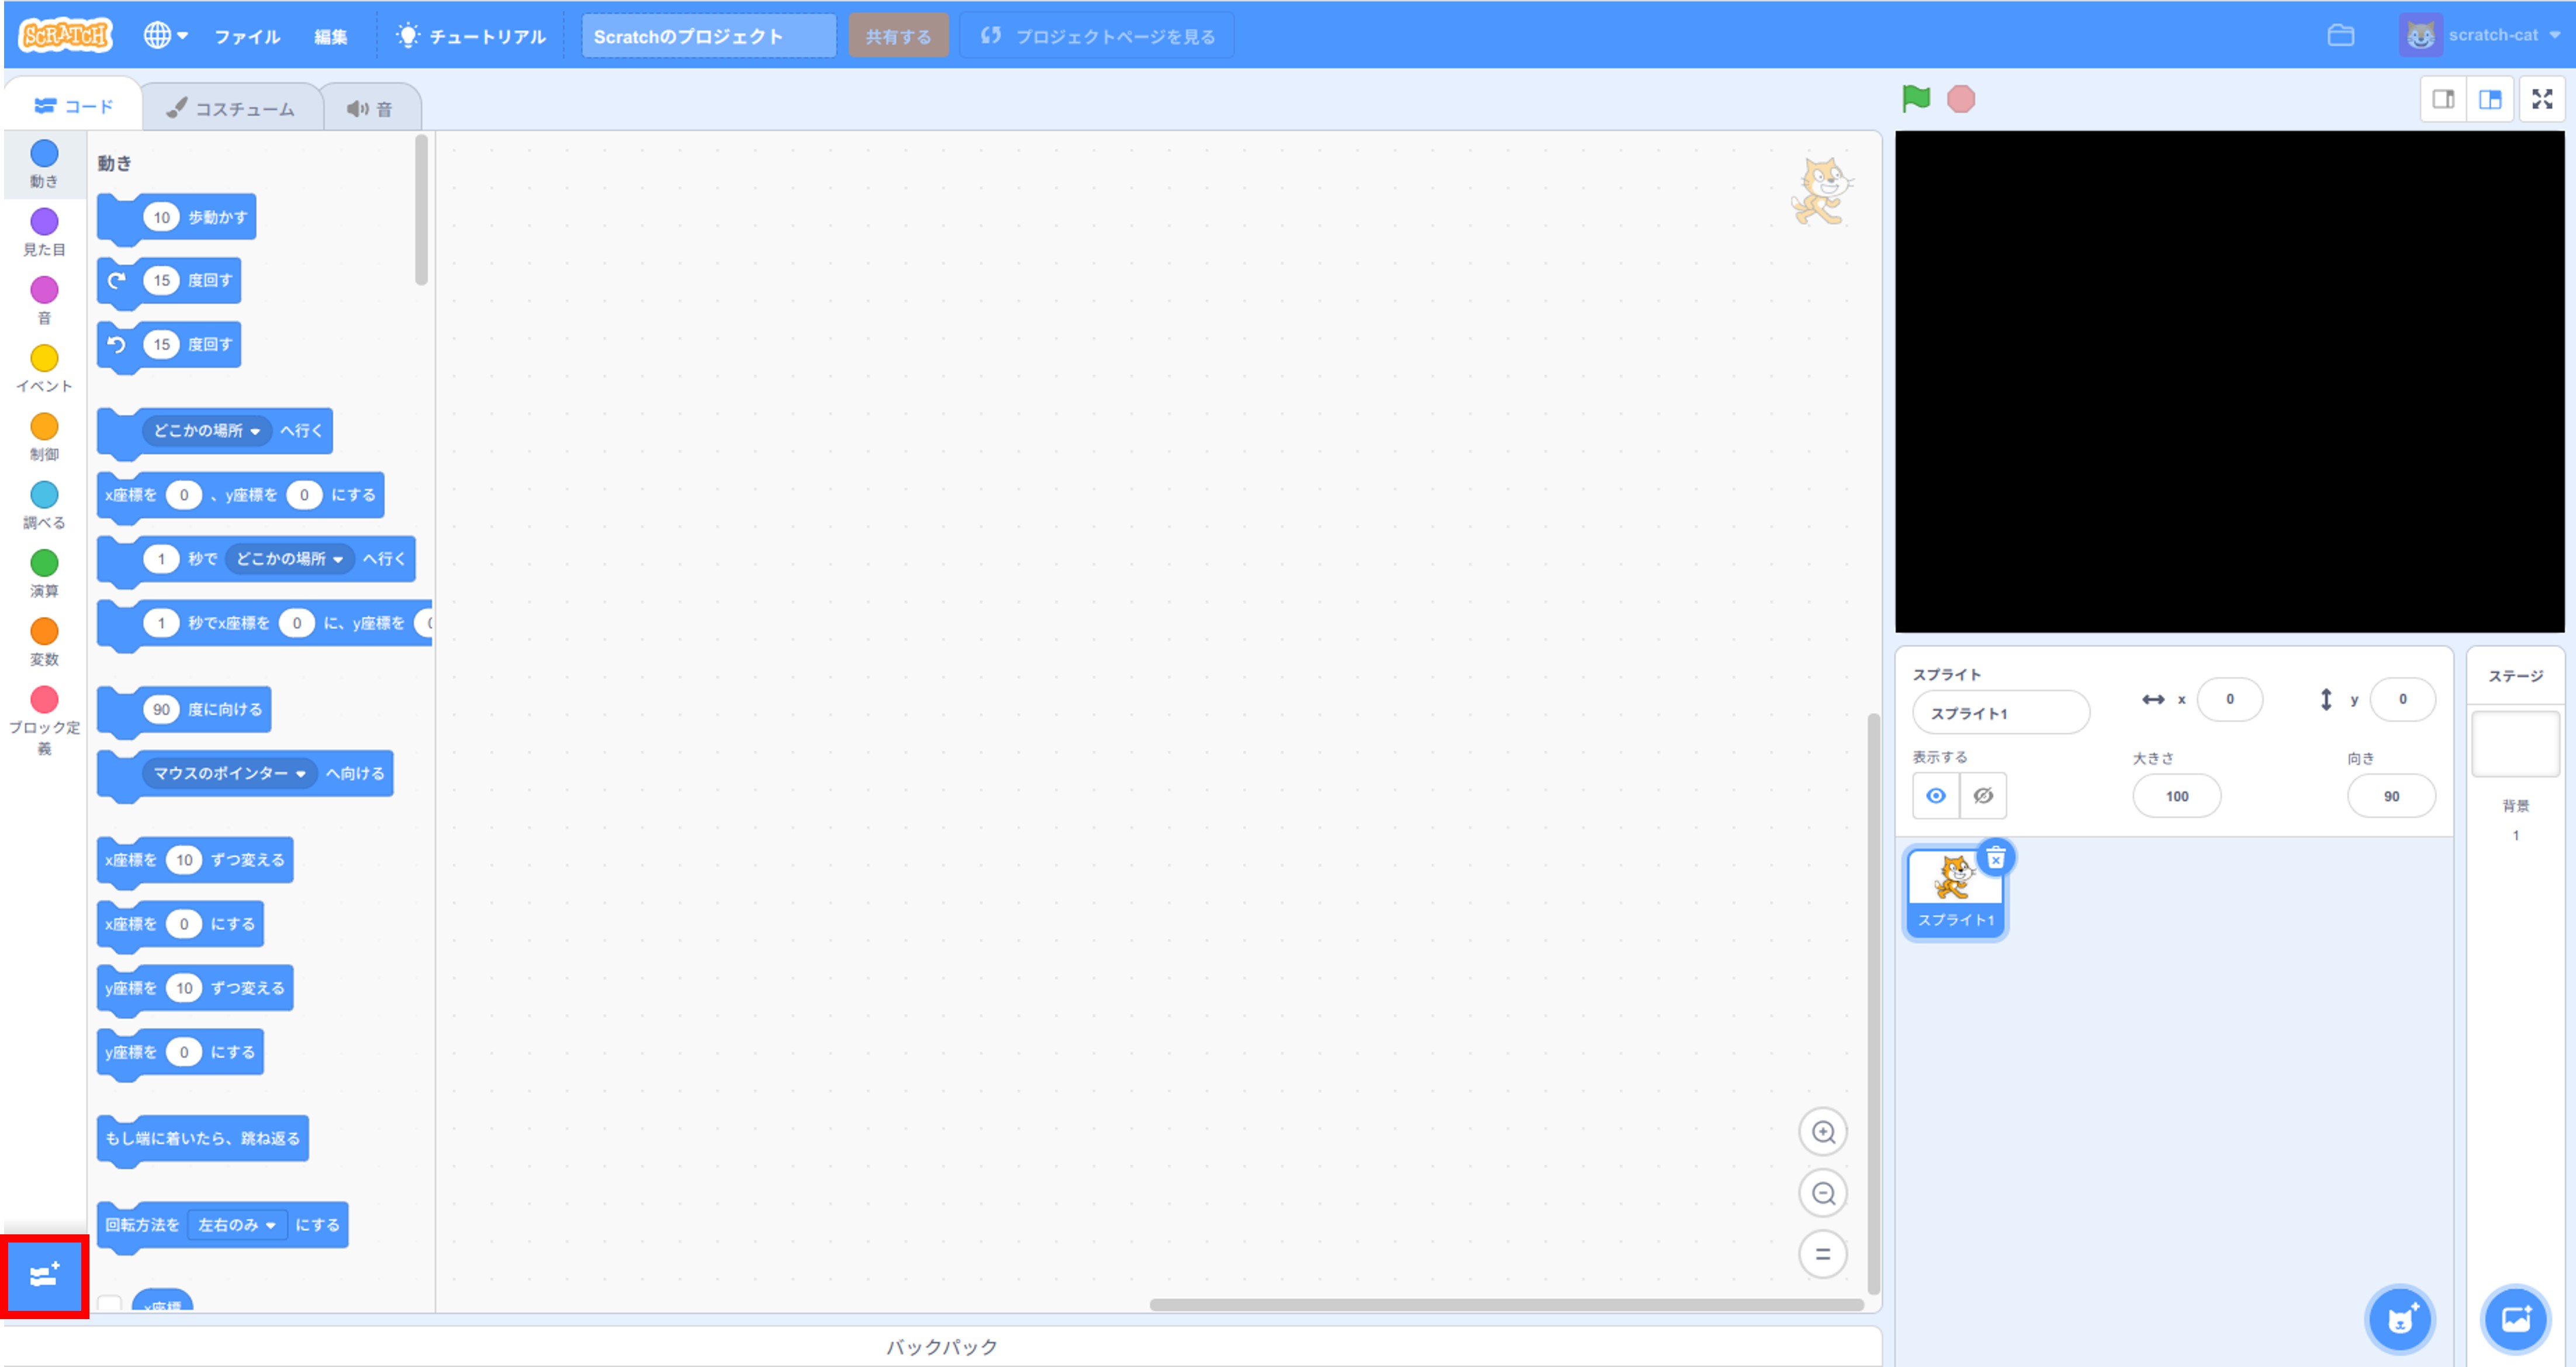 SCRATCH ファイル 編集 チュートリアル Scratchのプロジェクト 共有する プロジェクトページを見る scratch-cat
コード コスチューム 音
動き
見た目
音
イベント
制御
調べる
演算
変数
ブロック定
義
動き
10 歩動かす
15 度回す
15 度回す
どこかの場所 へ行く
x座標を 0 、y座標を 0 にする
1 秒で どこかの場所 へ行く
1 秒でx座標を 0 に、y座標を
90 度に向ける
マウスのポインター へ向ける
x座標を 10 ずつ変える
x座標を 0 にする
y座標を 10 ずつ変える
y座標を 0 にする
もし端に着いたら、跳ね返る
回転方法を 左右のみ にする
x座標
バックパック
スプライト
スプライト1 x 0 y 0
表示する 大きさ 向き
100 90
スプライト1
ステージ
背景
1